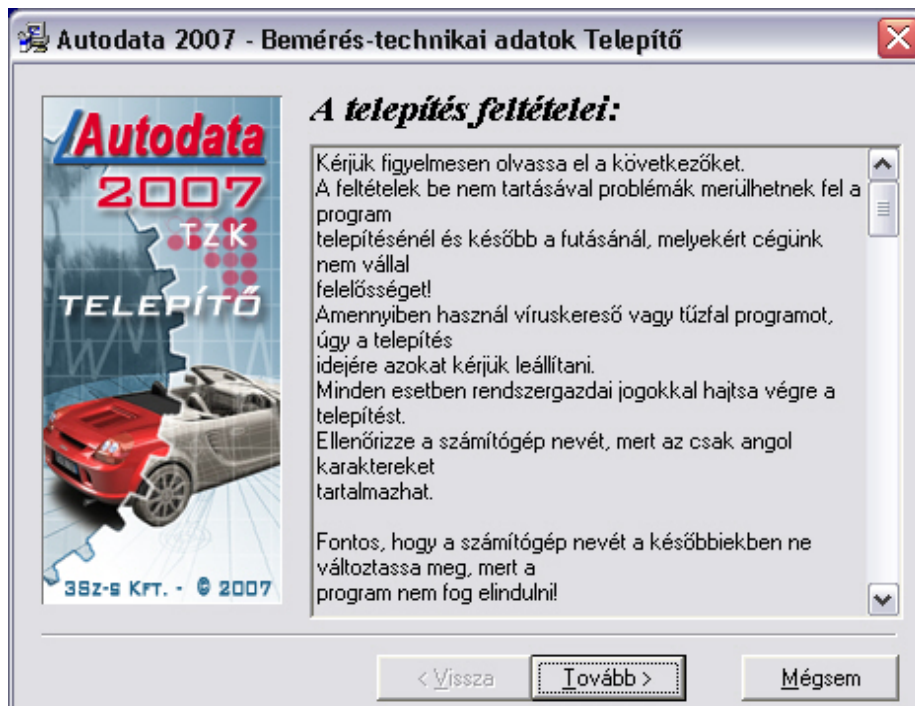 Autodata 2007 - Bemérés-technikai adatok Telepítő
Autodata
2007
TZK
TELEPÍTŐ
3Sz-s Kft. - © 2007
A telepítés feltételei:
Kérjük figyelmesen olvassa el a következőket.
A feltételek be nem tartásával problémák merülhetnek fel a
program
telepítésénél és később a futásánál, melyekért cégünk
nem vállal
felelősséget!
Amennyiben használ víruskereső vagy tűzfal programot,
úgy a telepítés
idejére azokat kérjük leállítani.
Minden esetben rendszergazdai jogokkal hajtsa végre a
telepítést.
Ellenőrizze a számítógép nevét, mert az csak angol
karaktereket
tartalmazhat.
Fontos, hogy a számítógép nevét a későbbiekben ne
változtassa meg, mert a
program nem fog elindulni!
< Vissza
Tovább >
Mégsem